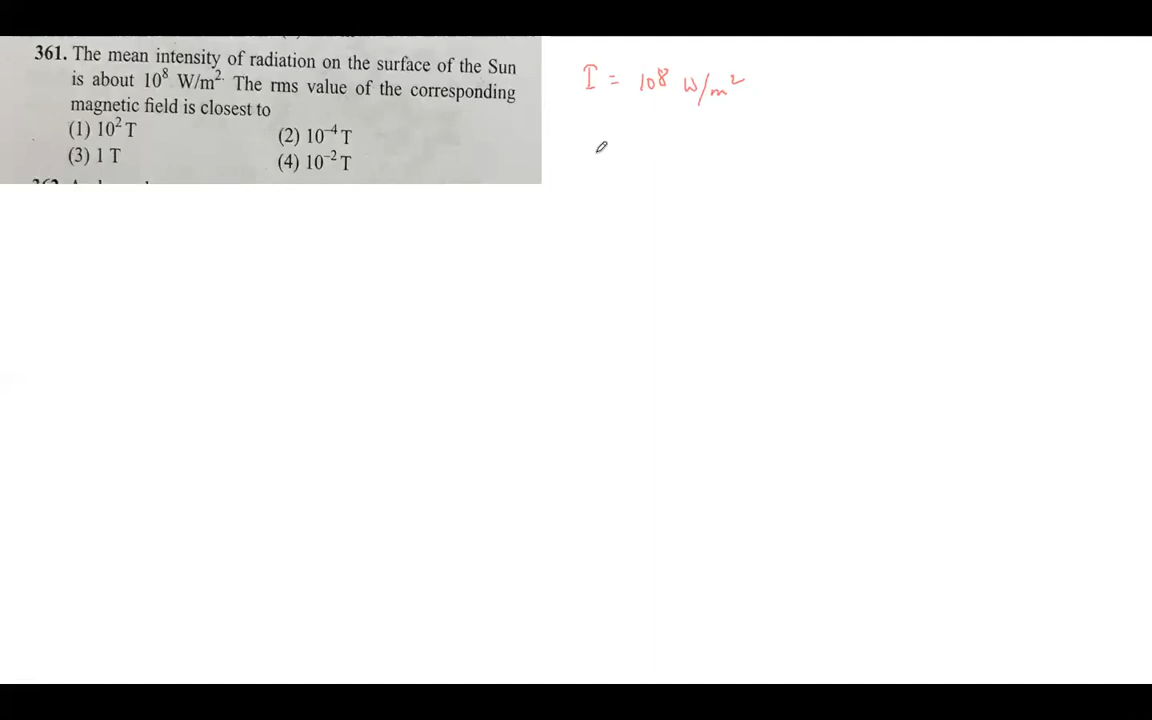 361. The mean intensity of radiation on the surface of the Sun
is about 10⁸ W/m². The rms value of the corresponding
magnetic field is closest to
(1) 10² T (2) 10⁻⁴ T
(3) 1 T (4) 10⁻² T
I = 10⁸ W/m²